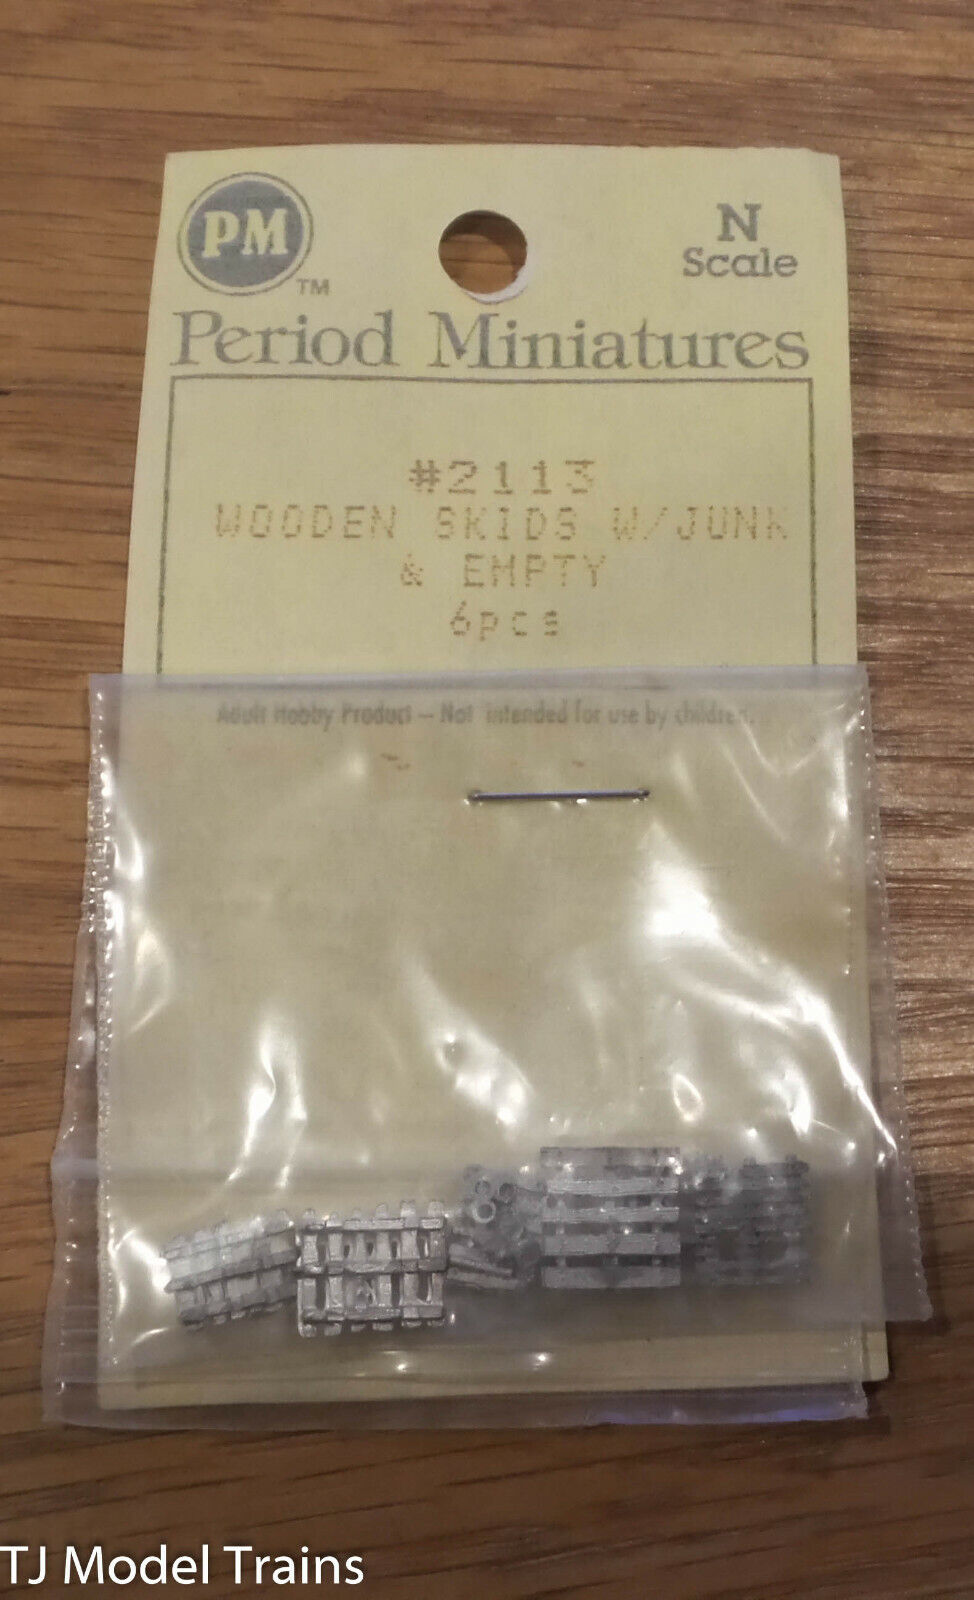 PM
TM
N
Scale
Period Miniatures
#2113
WOODEN SKIDS W/JUNK
& EMPTY
6pcs
Adult Hobby Product – Not intended for use by children.
TJ Model Trains